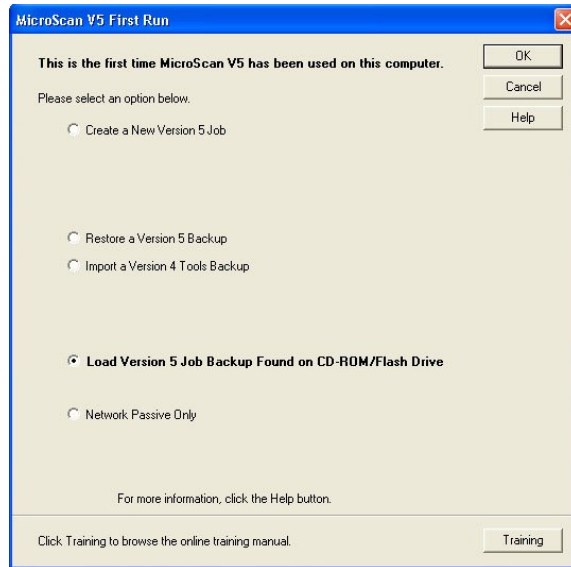 MicroScan V5 First Run
This is the first time MicroScan V5 has been used on this computer.
OK
Please select an option below.
Cancel
Help
Create a New Version 5 Job
Restore a Version 5 Backup
Import a Version 4 Tools Backup
Load Version 5 Job Backup Found on CD-ROM/Flash Drive
Network Passive Only
For more information, click the Help button.
Click Training to browse the online training manual.
Training